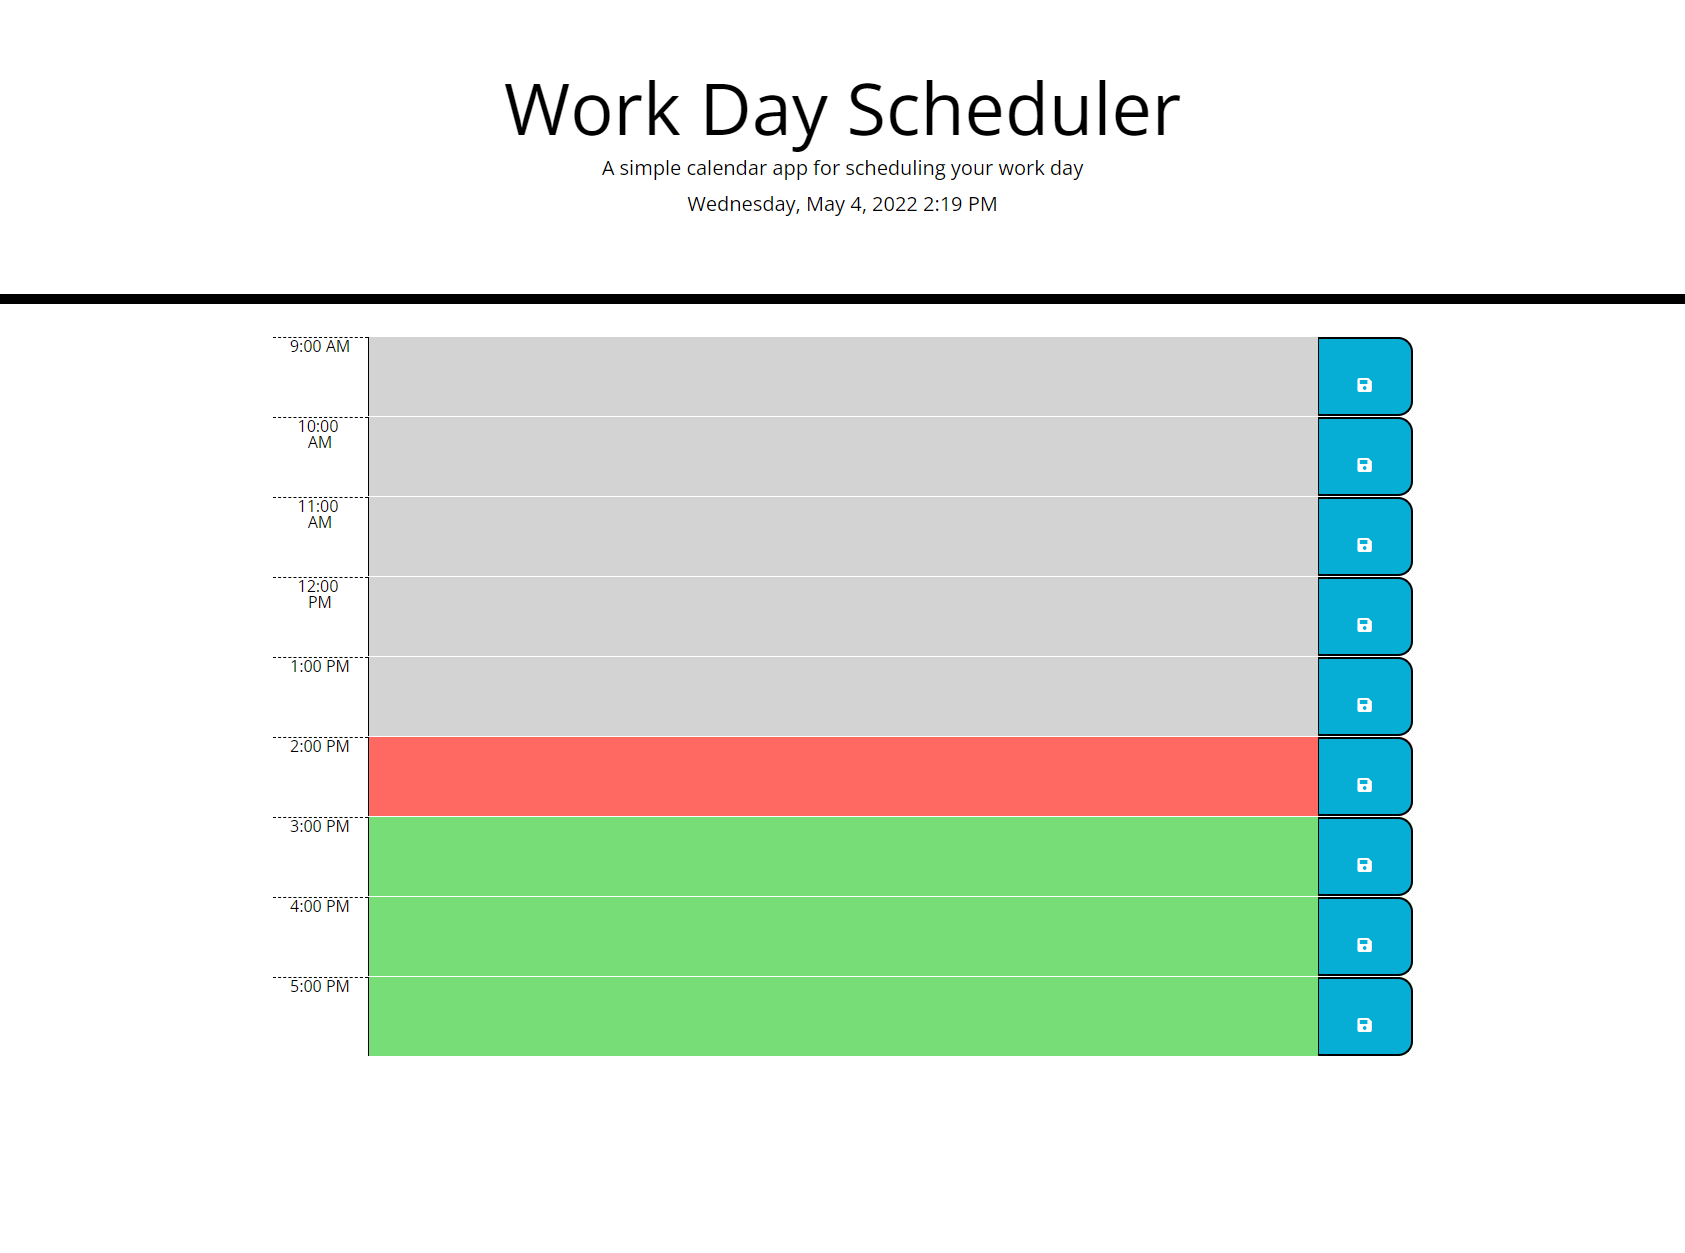 Work Day Scheduler
A simple calendar app for scheduling your work day
Wednesday, May 4, 2022 2:19 PM
9:00 AM
10:00
AM
11:00
AM
12:00
PM
1:00 PM
2:00 PM
3:00 PM
4:00 PM
5:00 PM